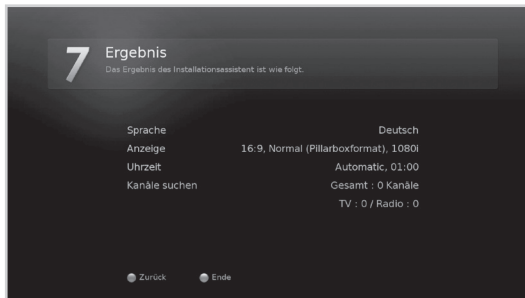 7 Ergebnis
Das Ergebnis des Installationsassistent ist wie folgt.
Sprache Deutsch
Anzeige 16:9, Normal (Pillarboxformat), 1080i
Uhrzeit Automatic, 01:00
Kanäle suchen Gesamt : 0 Kanäle
TV : 0 / Radio : 0
Zurück Ende